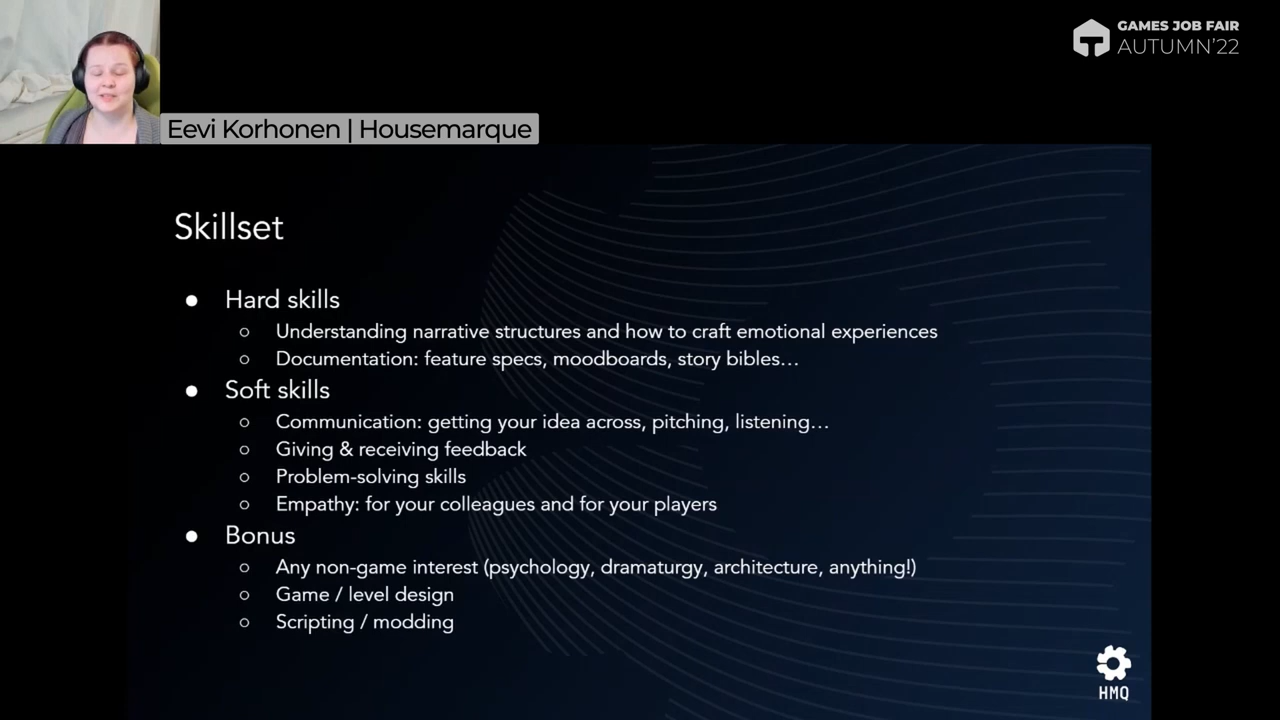 GAMES JOB FAIR
AUTUMN'22
Eevi Korhonen | Housemarque
Skillset
● Hard skills
○ Understanding narrative structures and how to craft emotional experiences
○ Documentation: feature specs, moodboards, story bibles…
● Soft skills
○ Communication: getting your idea across, pitching, listening…
○ Giving & receiving feedback
○ Problem-solving skills
○ Empathy: for your colleagues and for your players
● Bonus
○ Any non-game interest (psychology, dramaturgy, architecture, anything!)
○ Game / level design
○ Scripting / modding
HMQ